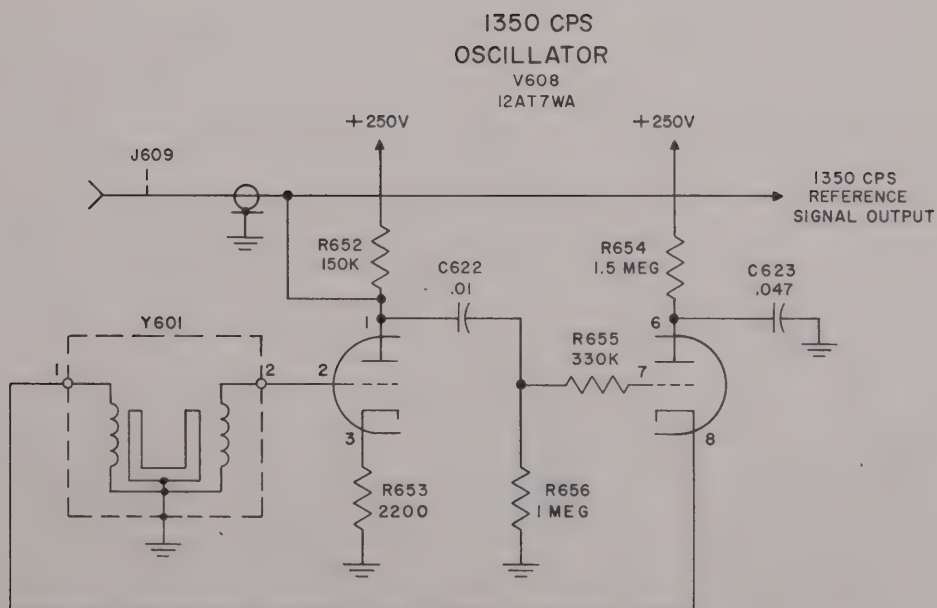 1350 CPS
OSCILLATOR
V608
12AT7WA
+250V
+250V
J609
1350 CPS
REFERENCE
SIGNAL OUTPUT
R652
150K
R654
1.5 MEG
C622
.01
C623
.047
Y601
1
6
R655
330K
1
2
2
7
3
8
R653
2200
R656
1 MEG